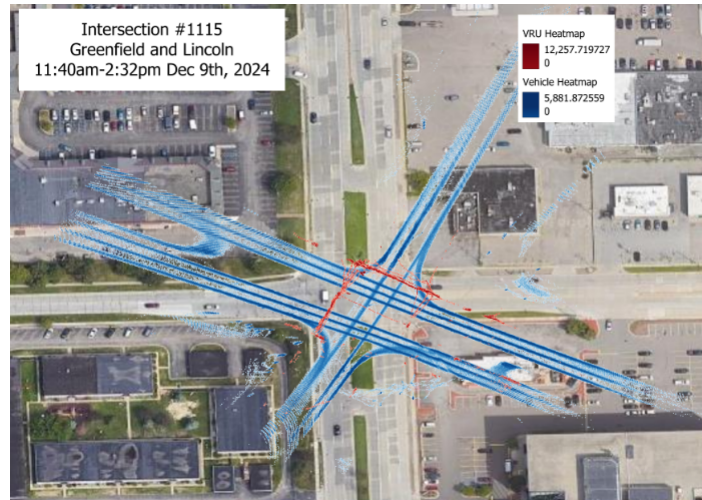 Intersection #1115
Greenfield and Lincoln
11:40am-2:32pm Dec 9th, 2024
VRU Heatmap
12,257.719727
0
Vehicle Heatmap
5,881.872559
0